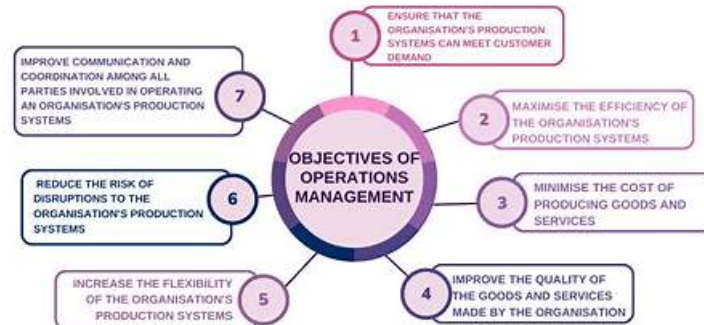 OBJECTIVES OF
OPERATIONS
MANAGEMENT
1
ENSURE THAT THE
ORGANISATION'S PRODUCTION
SYSTEMS CAN MEET CUSTOMER
DEMAND
2
MAXIMISE THE EFFICIENCY OF
THE ORGANISATION'S
PRODUCTION SYSTEMS
3
MINIMISE THE COST OF
PRODUCING GOODS AND
SERVICES
4
IMPROVE THE QUALITY OF
THE GOODS AND SERVICES
MADE BY THE ORGANISATION
5
INCREASE THE FLEXIBILITY
OF THE ORGANISATION'S
PRODUCTION SYSTEMS
6
REDUCE THE RISK OF
DISRUPTIONS TO THE
ORGANISATION'S PRODUCTION
SYSTEMS
7
IMPROVE COMMUNICATION AND
COORDINATION AMONG ALL
PARTIES INVOLVED IN OPERATING
AN ORGANISATION'S PRODUCTION
SYSTEMS